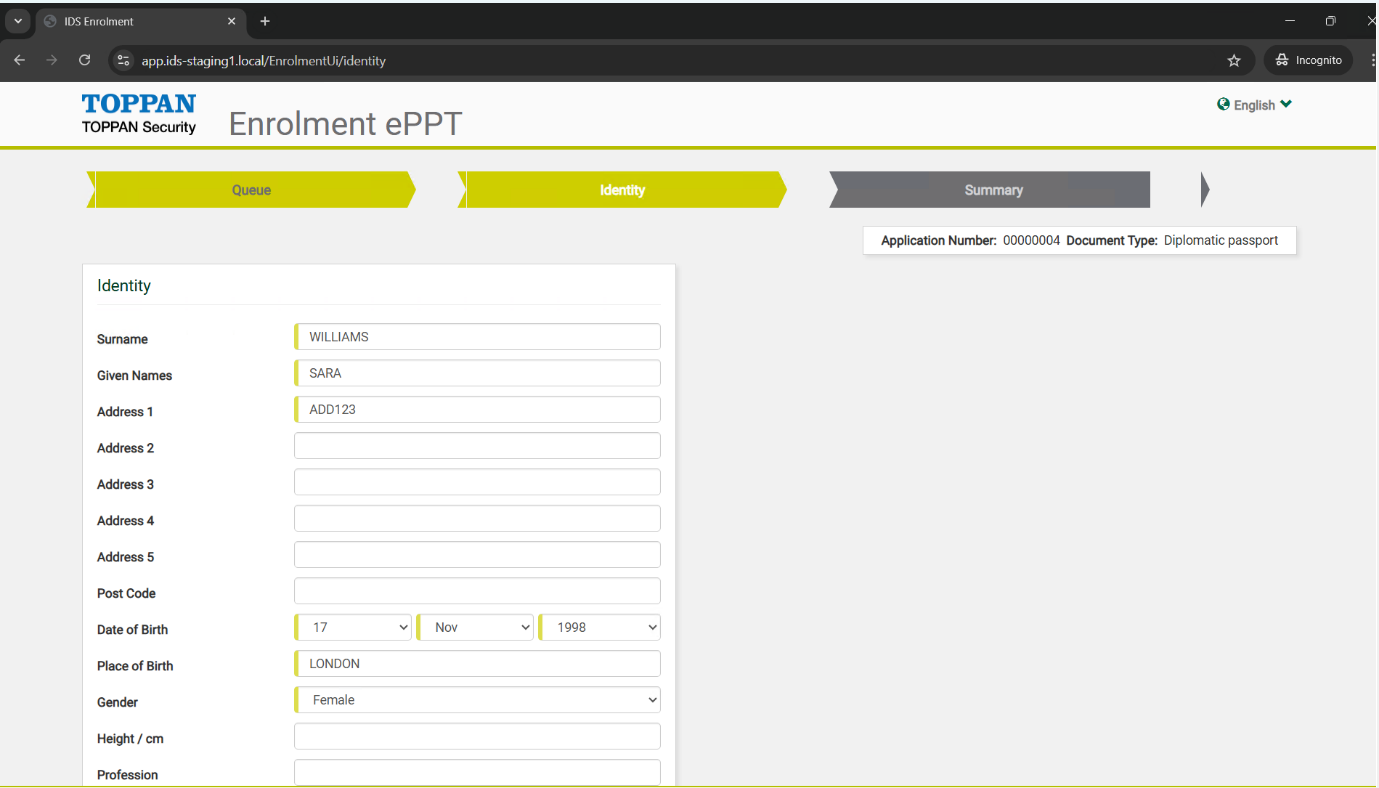 IDS Enrolment
app.ids-staging1.local/EnrolmentUi/identity
Incognito
TOPPAN
TOPPAN Security
Enrolment ePPT
English
Queue
Identity
Summary
Application Number: 00000004 Document Type: Diplomatic passport
Identity
Surname WILLIAMS
Given Names SARA
Address 1 ADD123
Address 2
Address 3
Address 4
Address 5
Post Code
Date of Birth 17 Nov 1998
Place of Birth LONDON
Gender Female
Height / cm
Profession